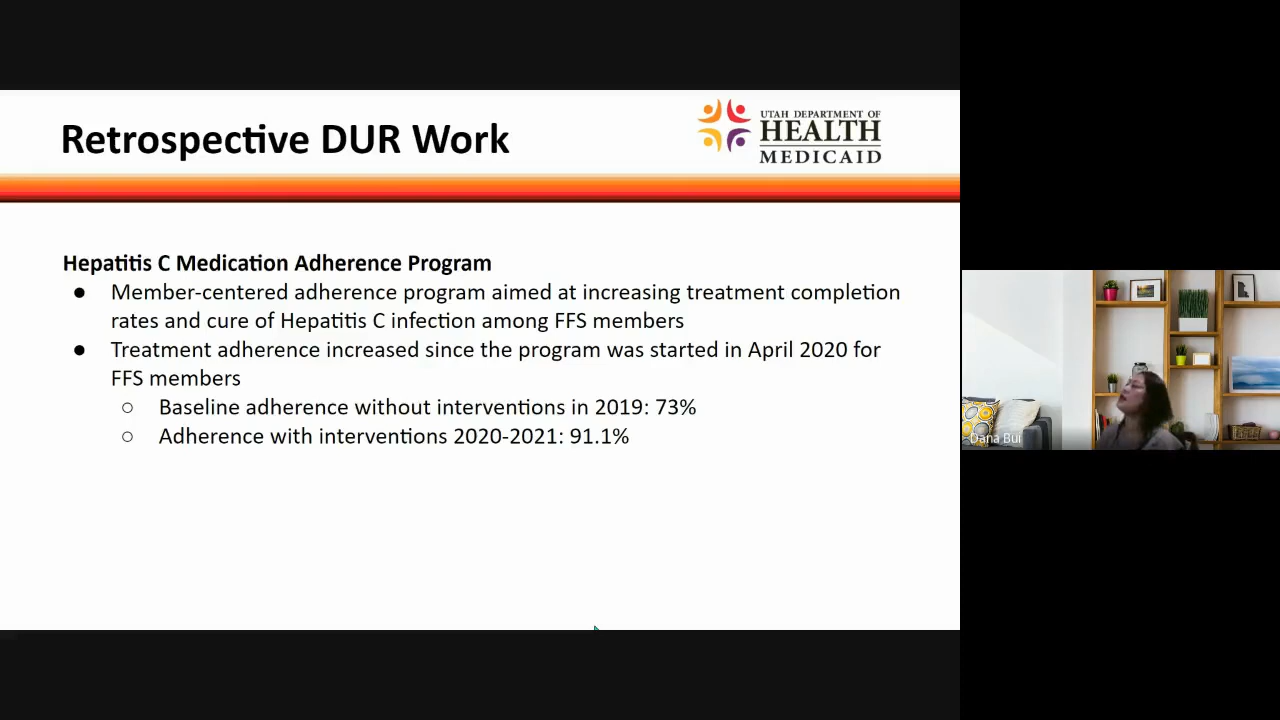 Retrospective DUR Work
UTAH DEPARTMENT OF
HEALTH
MEDICAID
Hepatitis C Medication Adherence Program
● Member-centered adherence program aimed at increasing treatment completion
rates and cure of Hepatitis C infection among FFS members
● Treatment adherence increased since the program was started in April 2020 for
FFS members
○ Baseline adherence without interventions in 2019: 73%
○ Adherence with interventions 2020-2021: 91.1%
Dana Bui